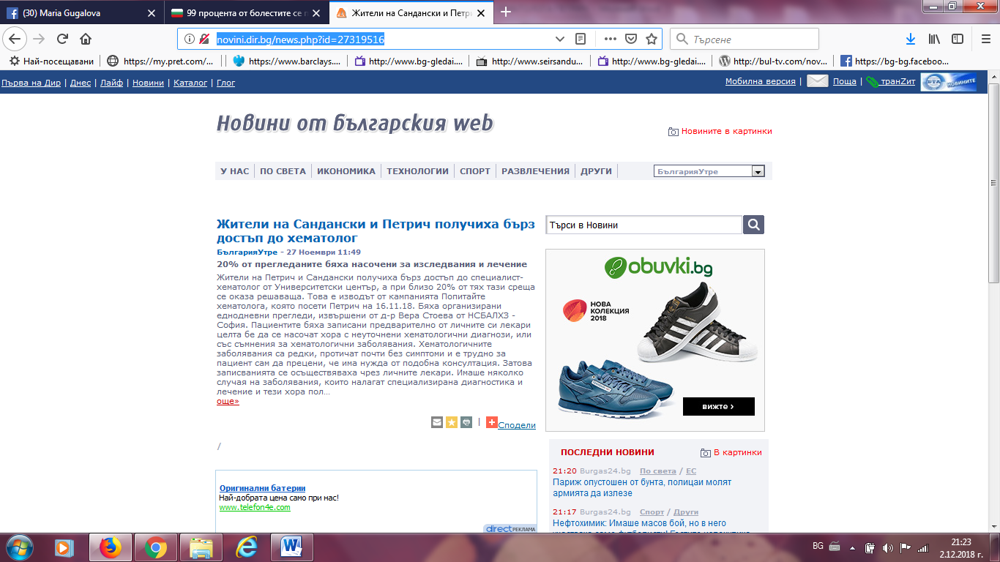 (30) Maria Gugalova
99 процента от болестите се п
Жители на Сандански и Петри
novini.dir.bg/news.php?id=27319516
Търсене
Най-посещавани
https://my.pret.com/...
https://www.barclays....
http://www.bg-gledai....
http://www.seirsandu...
http://www.bg-gledai....
http://bul-tv.com/nov...
https://bg-bg.faceboo...
Първа на Дир | Днес | Лайф | Новини | Каталог | Глог
Мобилна версия | Поща | транZит
БТА НОВИНИТЕ
Новини от българския web
Новините в картинки
У НАС | ПО СВЕТА | ИКОНОМИКА | ТЕХНОЛОГИИ | СПОРТ | РАЗВЛЕЧЕНИЯ | ДРУГИ
БългарияУтре
Жители на Сандански и Петрич получиха бърз
достъп до хематолог
БългарияУтре - 27 Ноември 11:49
20% от прегледаните бяха насочени за изследвания и лечение
Жители на Петрич и Сандански получиха бърз достъп до специалист-
хематолог от Университетски център, а при близо 20% от тях тази среща
се оказа решаваща. Това е изводът от кампанията Попитайте
хематолога, която посети Петрич на 16.11.18. Бяха организирани
еднодневни прегледи, извършени от д-р Вера Стоева от НСБАЛХЗ -
София. Пациентите бяха записани предварително от личните си лекари
целта бе да се насочат хора с неуточнени хематологични диагнози, или
със съмнения за хематологични заболявания. Хематологичните
заболявания са редки, протичат почти без симптоми и е трудно за
пациент сам да прецени, че има нужда от подобна консултация. Затова
записванията се осъществяваха чрез личните лекари. Имаше няколко
случая на заболявания, които налагат специализирана диагностика и
лечение и тези хора пол...
още»
Сподели
/
Оригинални батерии
Най-добрата цена само при нас!
www.telefon4e.com
direct РЕКЛАМА
Търси в Новини
obuvki.bg
НОВА
КОЛЕКЦИЯ
2018
вижте ›
ПОСЛЕДНИ НОВИНИ
В картинки
21:20 Burgas24.bg По света / ЕС
Париж опустошен от бунта, полицаи молят
армията да излезе
21:17 Burgas24.bg Спорт / Други
Нефтохимик: Имаше масов бой, но в него
BG
21:23
2.12.2018 г.